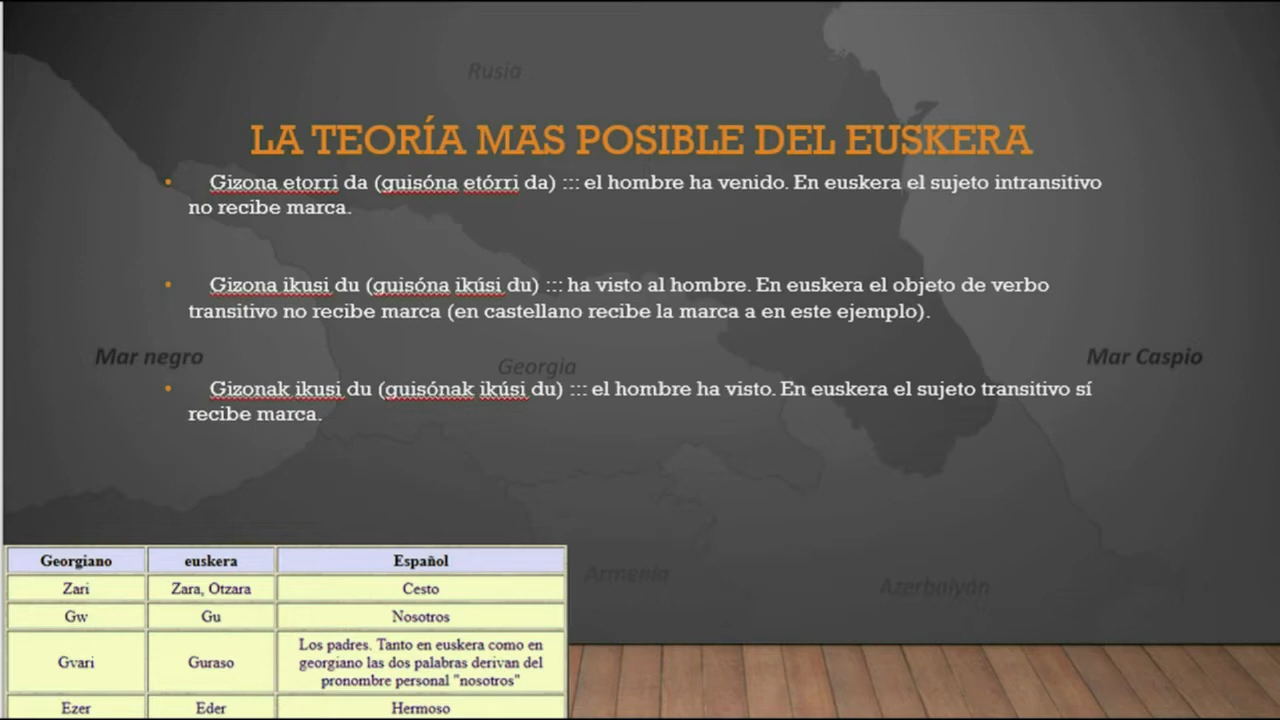 Rusia
LA TEORÍA MAS POSIBLE DEL EUSKERA
• Gizona etorri da (guisóna etórri da) ::: el hombre ha venido. En euskera el sujeto intransitivo
no recibe marca.
• Gizona ikusi du (guisóna ikúsi du) ::: ha visto al hombre. En euskera el objeto de verbo
transitivo no recibe marca (en castellano recibe la marca a en este ejemplo).
Mar negro
Georgia
Mar Caspio
• Gizonak ikusi du (guisónak ikúsi du) ::: el hombre ha visto. En euskera el sujeto transitivo sí
recibe marca.
Armenia
Azerbaiyán
Georgiano euskera Español
Zari Zara, Otzara Cesto
Gw Gu Nosotros
Gvari Guraso Los padres. Tanto en euskera como en
georgiano las dos palabras derivan del
pronombre personal "nosotros"
Ezer Eder Hermoso